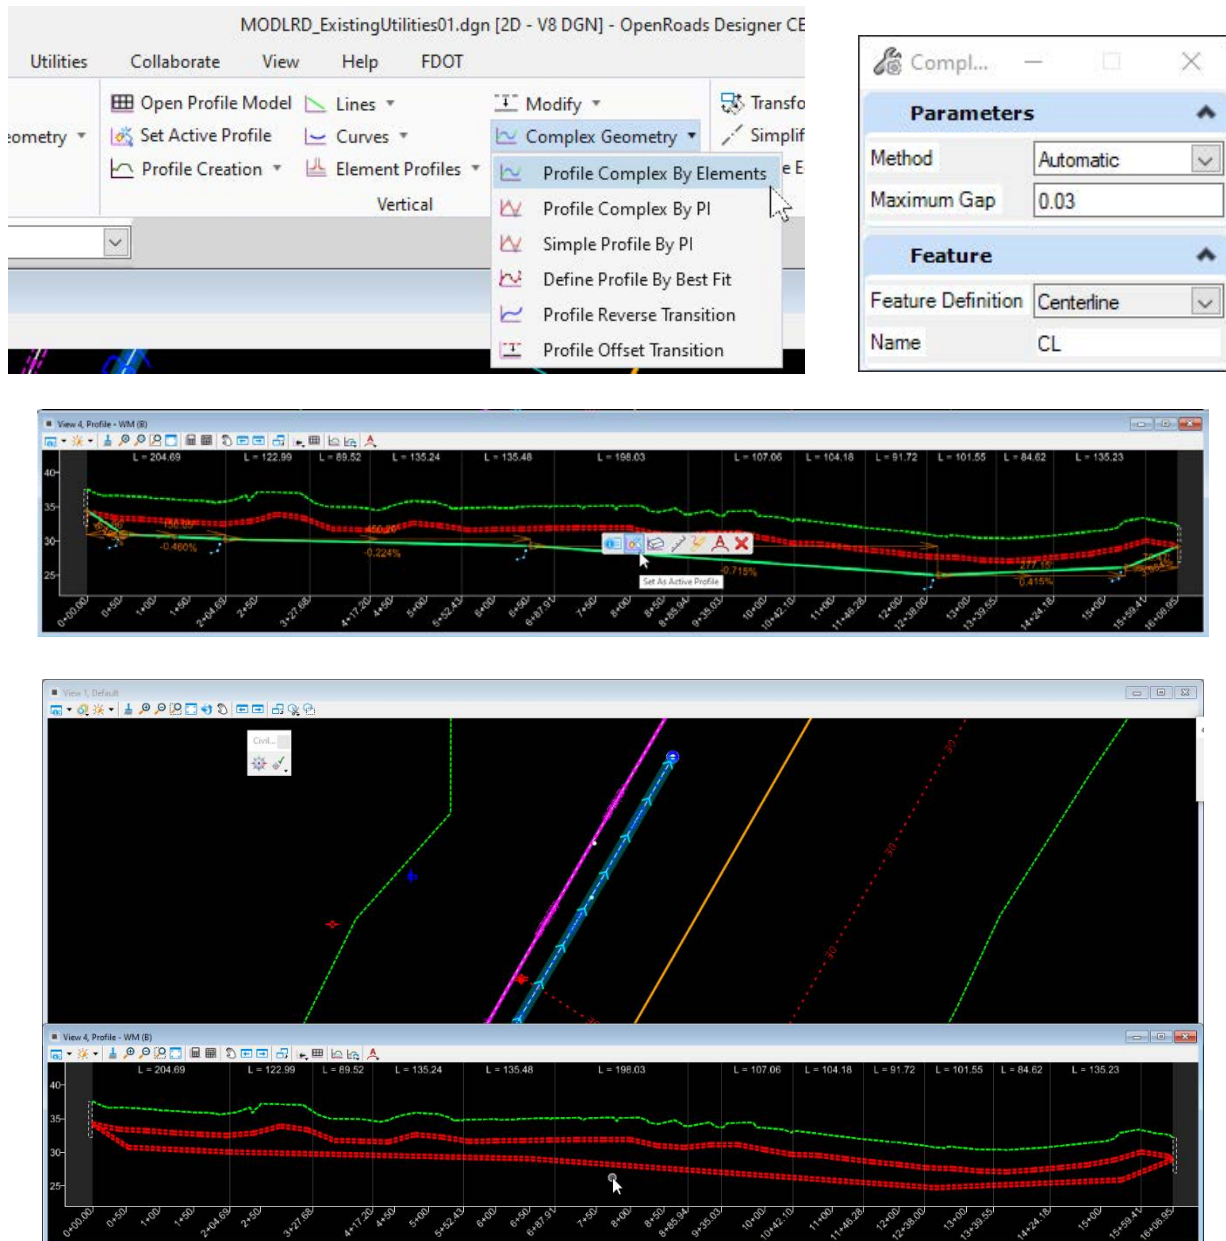 MODLRD_ExistingUtilities01.dgn [2D - V8 DGN] - OpenRoads Designer CE
Utilities Collaborate View Help FDOT
Open Profile Model Lines Modify Transfo
eometry Set Active Profile Curves Complex Geometry Simplif
Profile Creation Element Profiles
Profile Complex By Elements e E
Vertical
Profile Complex By PI
Simple Profile By PI
Define Profile By Best Fit
Profile Reverse Transition
Profile Offset Transition
Compl...
Parameters
Method Automatic
Maximum Gap 0.03
Feature
Feature Definition Centerline
Name CL
View 4, Profile - WM (B)
L = 204.69 L = 122.99 L = 89.52 L = 135.24 L = 135.48 L = 198.03 L = 107.06 L = 104.18 L = 91.72 L = 101.55 L = 84.62 L = 135.23
40
35
30
25
-0.460% -0.224% -0.715% 0.415%
Set As Active Profile
0+00.00 0+50 1+00 1+50 2+04.69 2+50 3+27.68 4+17.20 4+50 5+00 5+52.43 6+00 6+50 6+87.91 7+50 8+00 8+50 8+85.94 9+35.03 10+00 10+42.10 11+00 11+46.28 12+00 12+38.00 13+00 13+39.55 14+24.18 15+00 15+59.41 16+06.95
View 1, Default
Civil...
30
30
30
30
View 4, Profile - WM (B)
L = 204.69 L = 122.99 L = 89.52 L = 135.24 L = 135.48 L = 198.03 L = 107.06 L = 104.18 L = 91.72 L = 101.55 L = 84.62 L = 135.23
40
35
30
25
0+00.00 0+50 1+00 1+50 2+04.69 2+50 3+27.68 4+17.20 4+50 5+00 5+52.43 6+00 6+50 6+87.91 7+50 8+00 8+50 8+85.94 9+35.03 10+00 10+42.10 11+00 11+46.28 12+00 12+38.00 13+00 13+39.55 14+24.18 15+00 15+59.41 16+06.95